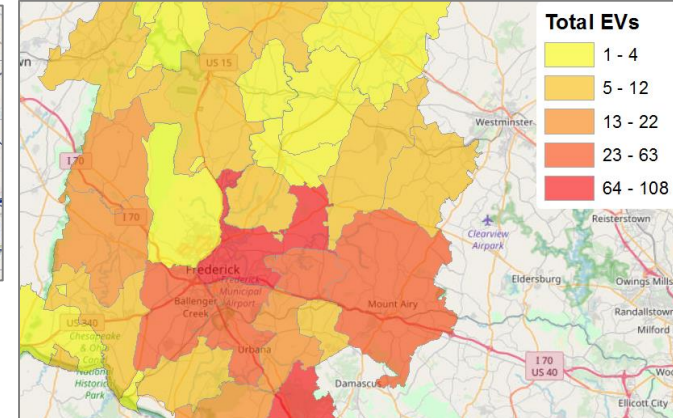 Total EVs
1 - 4
5 - 12
13 - 22
23 - 63
64 - 108
wn
US 15
Westminster
I 70
I 70
Reisterstown
Clearview
Airport
Frederick
Frederick
Municipal
Airport
Eldersburg
Owings Mills
Ballenger
Creek
Mount Airy
Randallstown
Milford
US 340
Chesapeake
& Ohio
Canal
National
Historic
Park
Urbana
I 70
US 40
Woo
Damascus
Ellicott City